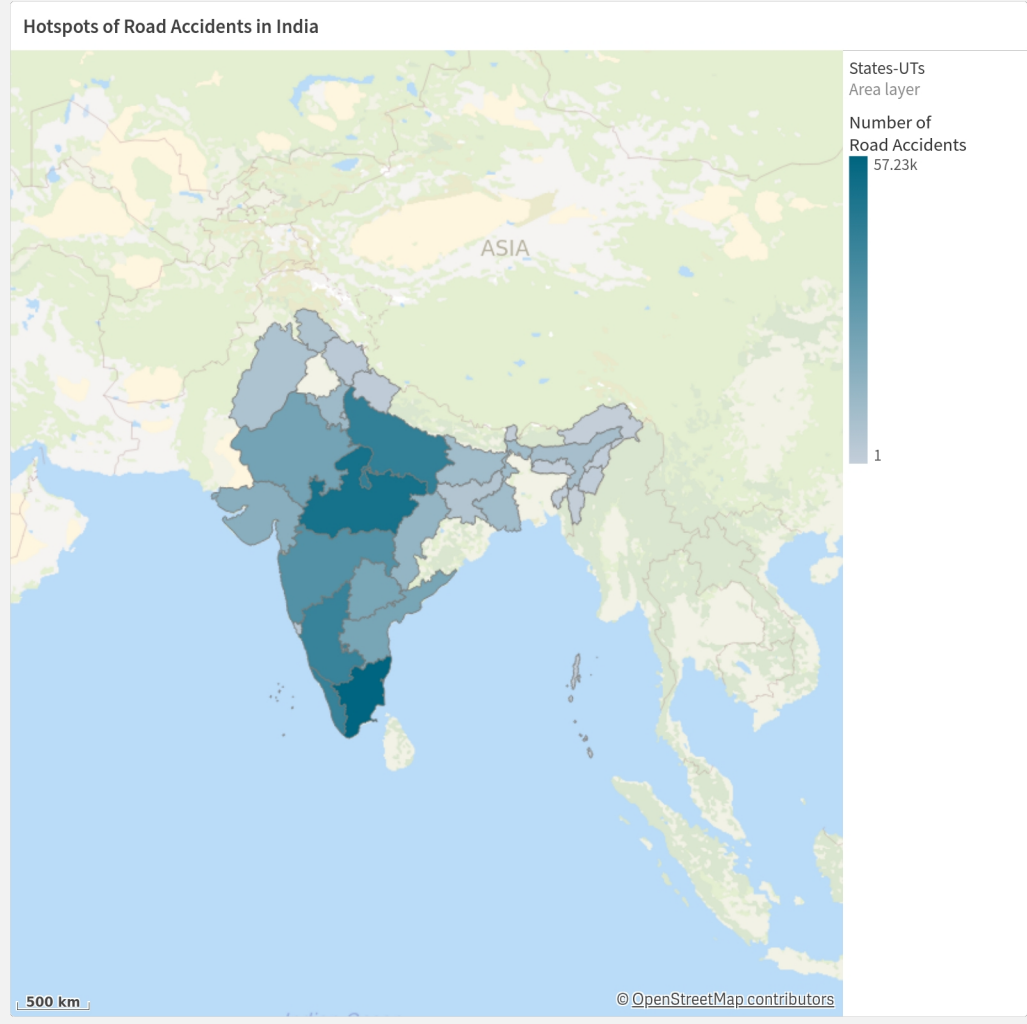 Hotspots of Road Accidents in India
States-UTs
Area layer
Number of
Road Accidents
57.23k
1
ASIA
500 km
© OpenStreetMap contributors